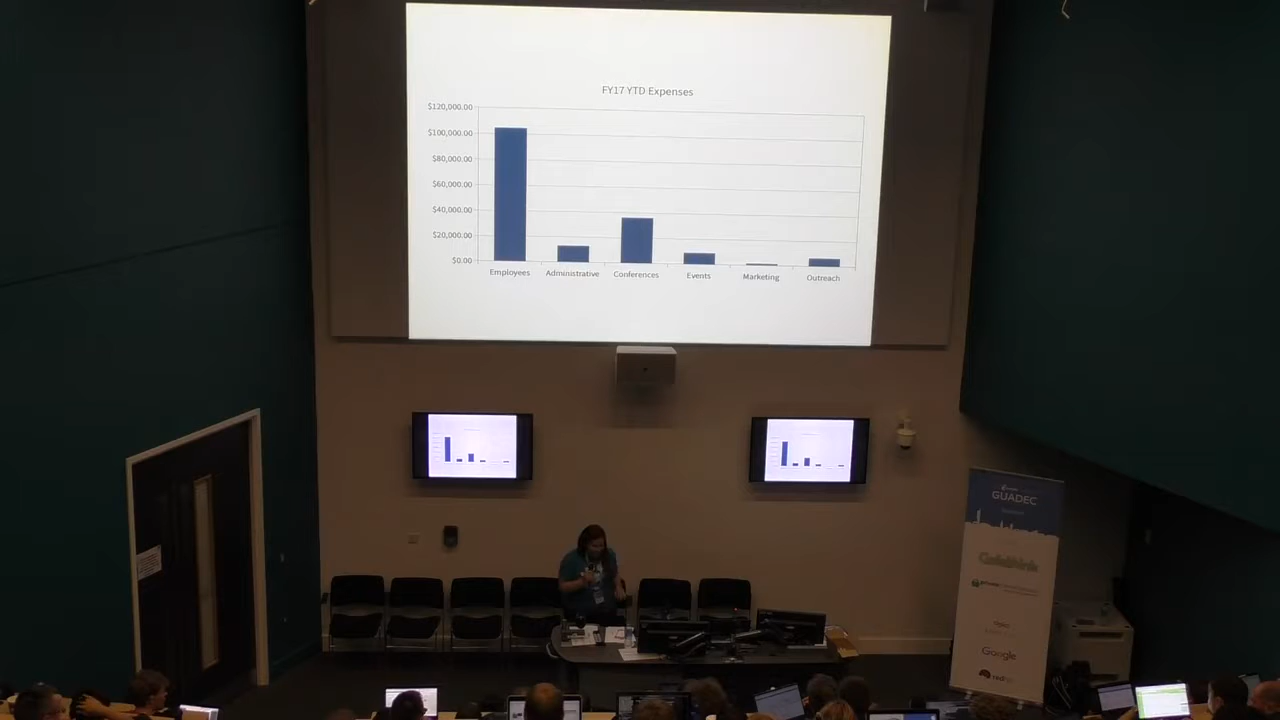 FY17 YTD Expenses
$120,000.00
$100,000.00
$80,000.00
$60,000.00
$40,000.00
$20,000.00
$0.00
Employees Administrative Conferences Events Marketing Outreach
GUADEC
Codethink
Google